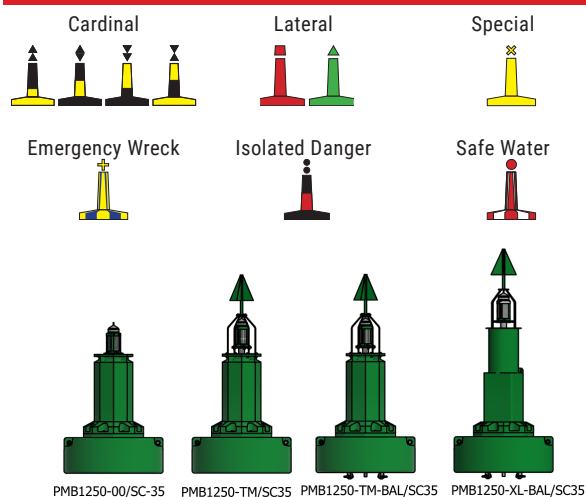 Cardinal
Lateral
Special
Emergency Wreck
Isolated Danger
Safe Water
PMB1250-00/SC-35
PMB1250-TM/SC35
PMB1250-TM-BAL/SC35
PMB1250-XL-BAL/SC35